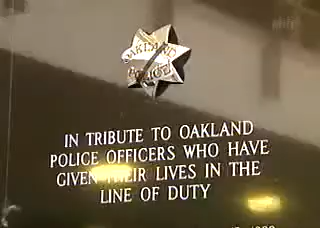 OAKLAND
POLICE
IN TRIBUTE TO OAKLAND
POLICE OFFICERS WHO HAVE
GIVEN THEIR LIVES IN THE
LINE OF DUTY